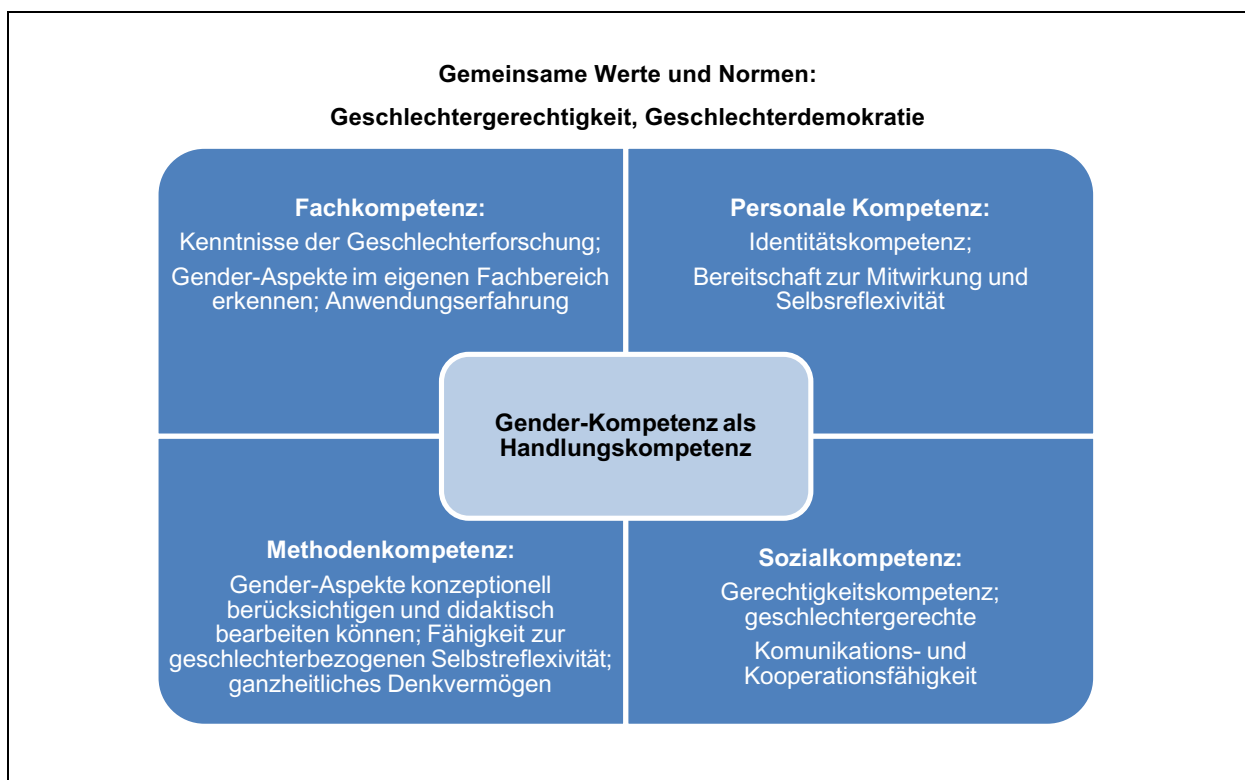 Gemeinsame Werte und Normen:
Geschlechtergerechtigkeit, Geschlechterdemokratie
Fachkompetenz:
Kenntnisse der Geschlechterforschung;
Gender-Aspekte im eigenen Fachbereich
erkennen; Anwendungserfahrung
Personale Kompetenz:
Identitätskompetenz;
Bereitschaft zur Mitwirkung und
Selbsreflexivität
Gender-Kompetenz als
Handlungskompetenz
Methodenkompetenz:
Gender-Aspekte konzeptionell
berücksichtigen und didaktisch
bearbeiten können; Fähigkeit zur
geschlechterbezogenen Selbstreflexivität;
ganzheitliches Denkvermögen
Sozialkompetenz:
Gerechtigkeitskompetenz;
geschlechtergerechte
Komunikations- und
Kooperationsfähigkeit